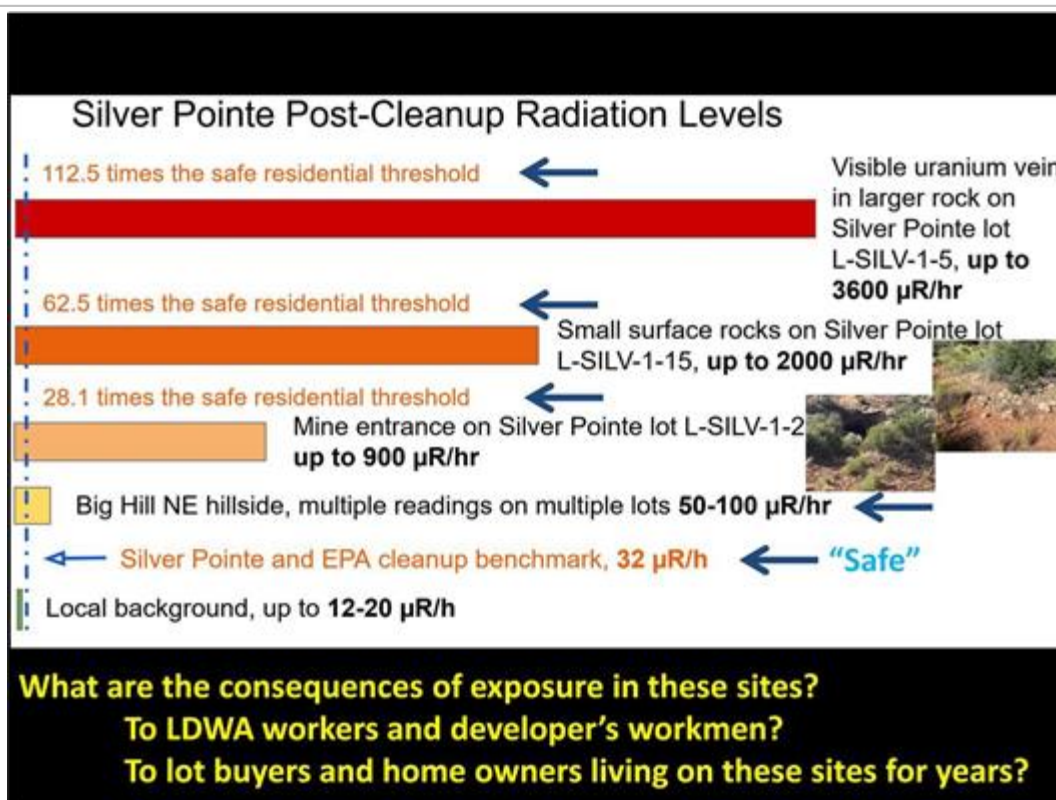 Silver Pointe Post-Cleanup Radiation Levels
112.5 times the safe residential threshold
Visible uranium vein
in larger rock on
Silver Pointe lot
L-SILV-1-5, up to
3600 µR/hr
62.5 times the safe residential threshold
Small surface rocks on Silver Pointe lot
L-SILV-1-15, up to 2000 µR/hr
28.1 times the safe residential threshold
Mine entrance on Silver Pointe lot L-SILV-1-2
up to 900 µR/hr
Big Hill NE hillside, multiple readings on multiple lots 50-100 µR/hr
Silver Pointe and EPA cleanup benchmark, 32 µR/h
“Safe”
Local background, up to 12-20 µR/h
What are the consequences of exposure in these sites?
To LDWA workers and developer’s workmen?
To lot buyers and home owners living on these sites for years?